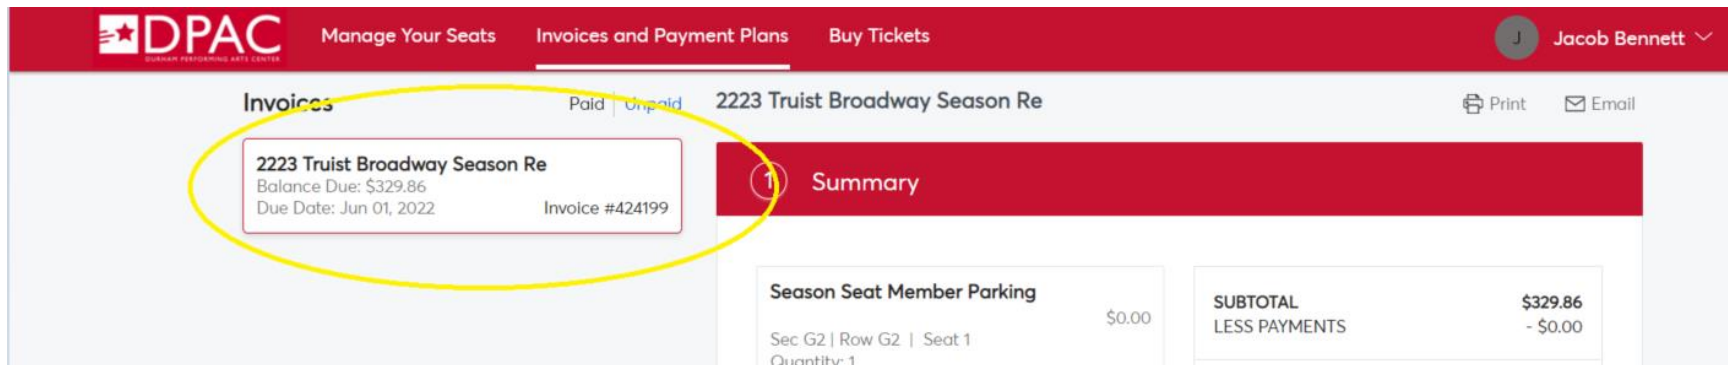 DPAC
DURHAM PERFORMING ARTS CENTER
Manage Your Seats
Invoices and Payment Plans
Buy Tickets
J
Jacob Bennett
Invoices
Paid | Unpaid
2223 Truist Broadway Season Re
Balance Due: $329.86
Due Date: Jun 01, 2022 Invoice #424199
2223 Truist Broadway Season Re
Print
Email
1 Summary
Season Seat Member Parking
$0.00
Sec G2 | Row G2 | Seat 1
Quantity: 1
SUBTOTAL $329.86
LESS PAYMENTS - $0.00